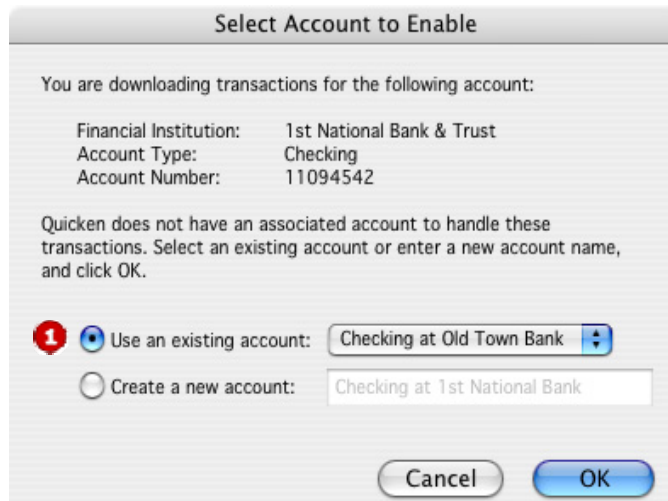 Select Account to Enable
You are downloading transactions for the following account:
Financial Institution: 1st National Bank & Trust
Account Type: Checking
Account Number: 11094542
Quicken does not have an associated account to handle these
transactions. Select an existing account or enter a new account name,
and click OK.
1 Use an existing account: Checking at Old Town Bank
Create a new account: Checking at 1st National Bank
Cancel OK